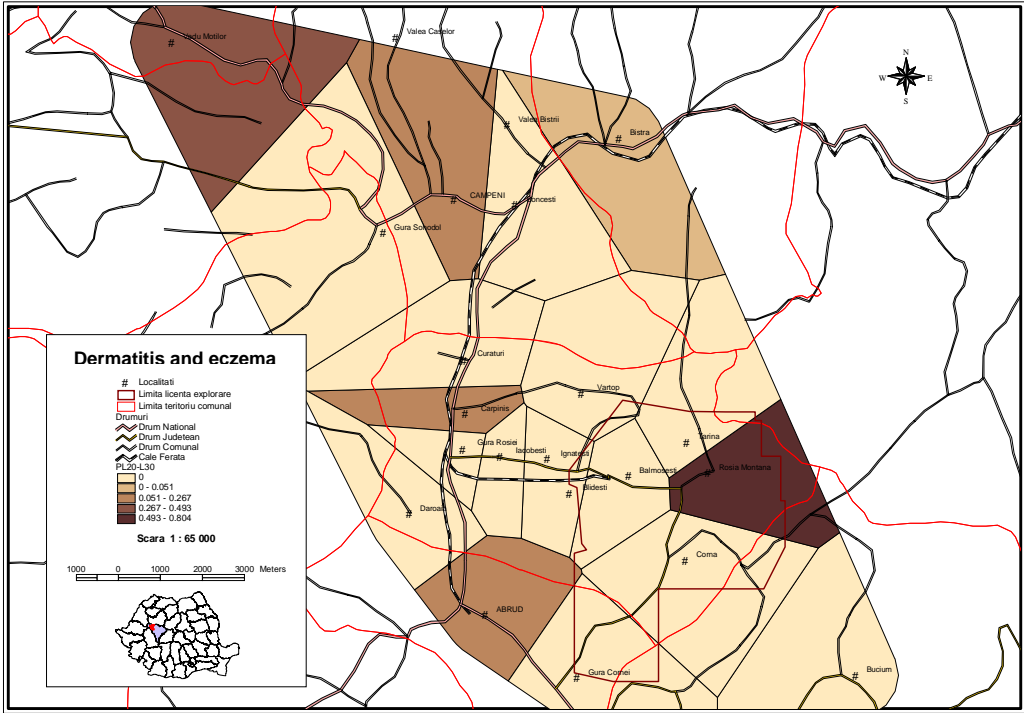 Vadu Motilor
Valea Caselor
N
W E
S
Valea Bistrii
Bistra
CAMPENI
Boncesti
Gura Sohodol
Curaturi
Vartop
Carpinis
Gura Rosiei
Iacobesti
Ignatesti
Tarina
Balmosesti
Rosia Montana
Blidesti
Daroaia
Corna
ABRUD
Gura Cornei
Bucium
Dermatitis and eczema
# Localitati
Limita licenta explorare
Limita teritoriu comunal
Drumuri
Drum National
Drum Judetean
Drum Comunal
Cale Ferata
PL20-L30
0
0 - 0.051
0.051 - 0.267
0.267 - 0.493
0.493 - 0.804
Scara 1 : 65 000
1000 0 1000 2000 3000 Meters